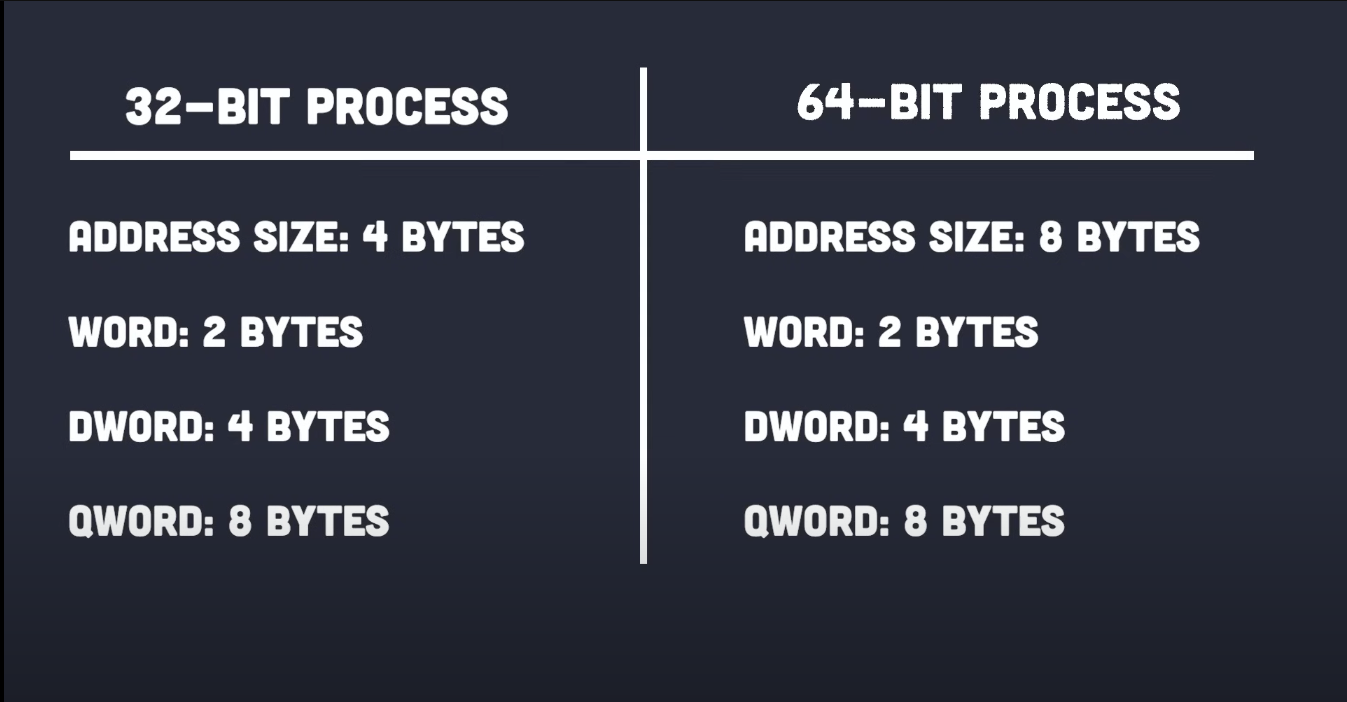 32-BIT PROCESS
64-BIT PROCESS
ADDRESS SIZE: 4 BYTES
ADDRESS SIZE: 8 BYTES
WORD: 2 BYTES
WORD: 2 BYTES
DWORD: 4 BYTES
DWORD: 4 BYTES
QWORD: 8 BYTES
QWORD: 8 BYTES